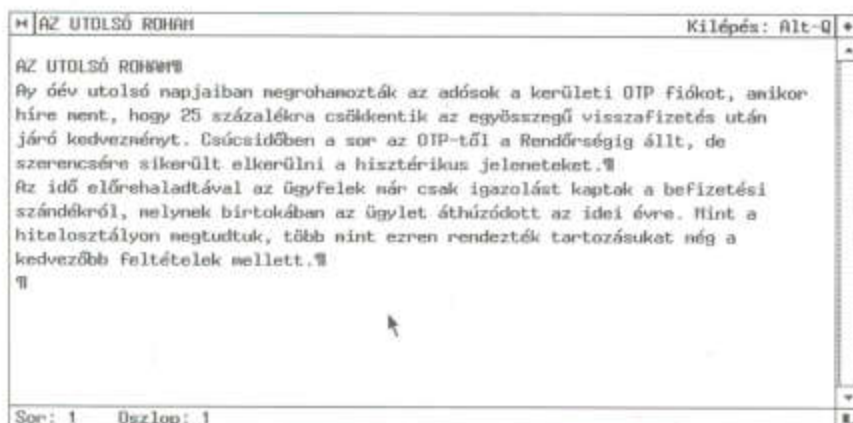 AZ UTOLSÓ ROHAM Kilépés: Alt-Q
AZ UTOLSÓ ROHAM¶
Ay óév utolsó napjaiban megrohamozták az adósok a kerületi OTP fiókot, amikor
híre ment, hogy 25 százalékra csökkentik az egyösszegű visszafizetés után
járó kedvezményt. Csúcsidőben a sor az OTP-től a Rendőrségig állt, de
szerencsére sikerült elkerülni a hisztérikus jeleneteket.¶
Az idő előrehaladtával az ügyfelek már csak igazolást kaptak a befizetési
szándékról, melynek birtokában az ügylet áthúzódott az idei évre. Mint a
hitelosztályon megtudtuk, több mint ezren rendezték tartozásukat még a
kedvezőbb feltételek mellett.¶
¶
Sor: 1 Oszlop: 1